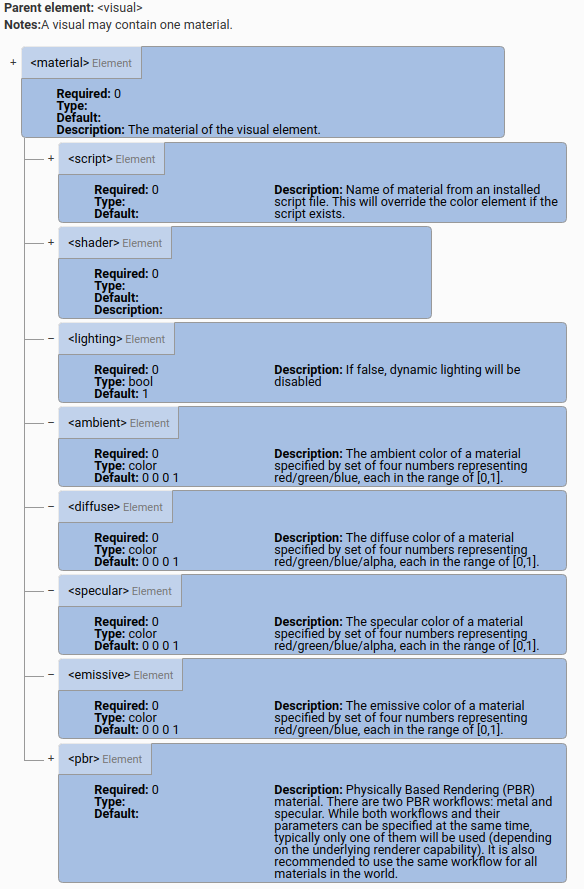 Parent element: <visual>
Notes:A visual may contain one material.
+ <material> Element
Required: 0
Type:
Default:
Description: The material of the visual element.
+ <script> Element
Required: 0
Type:
Default:
Description: Name of material from an installed
script file. This will override the color element if the
script exists.
+ <shader> Element
Required: 0
Type:
Default:
Description:
− <lighting> Element
Required: 0
Type: bool
Default: 1
Description: If false, dynamic lighting will be
disabled
− <ambient> Element
Required: 0
Type: color
Default: 0 0 0 1
Description: The ambient color of a material
specified by set of four numbers representing
red/green/blue, each in the range of [0,1].
− <diffuse> Element
Required: 0
Type: color
Default: 0 0 0 1
Description: The diffuse color of a material
specified by set of four numbers representing
red/green/blue/alpha, each in the range of [0,1].
− <specular> Element
Required: 0
Type: color
Default: 0 0 0 1
Description: The specular color of a material
specified by set of four numbers representing
red/green/blue/alpha, each in the range of [0,1].
− <emissive> Element
Required: 0
Type: color
Default: 0 0 0 1
Description: The emissive color of a material
specified by set of four numbers representing
red/green/blue, each in the range of [0,1].
+ <pbr> Element
Required: 0
Type:
Default:
Description: Physically Based Rendering (PBR)
material. There are two PBR workflows: metal and
specular. While both workflows and their
parameters can be specified at the same time,
typically only one of them will be used (depending
on the underlying renderer capability). It is also
recommended to use the same workflow for all
materials in the world.